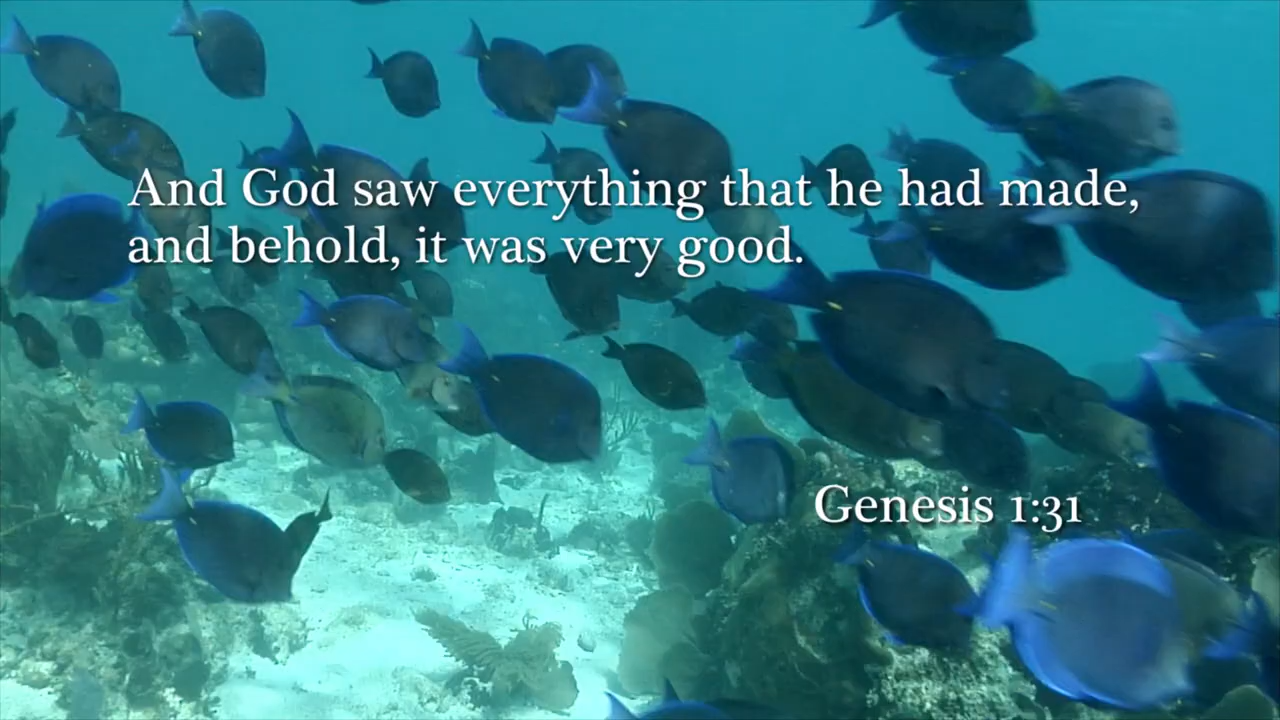 And God saw everything that he had made,
and behold, it was very good.
Genesis 1:31